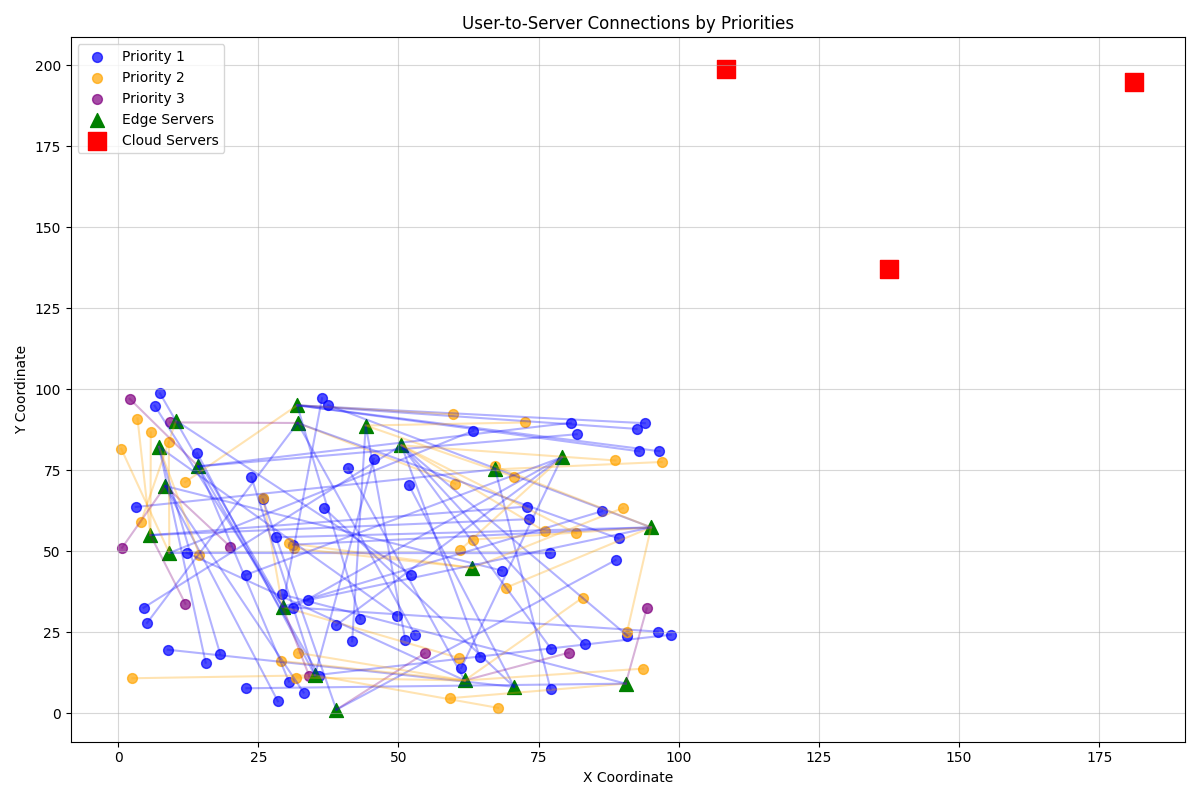 User-to-Server Connections by Priorities
Priority 1
Priority 2
Priority 3
Edge Servers
Cloud Servers
Y Coordinate
200
175
150
125
100
75
50
25
0
0 25 50 75 100 125 150 175
X Coordinate